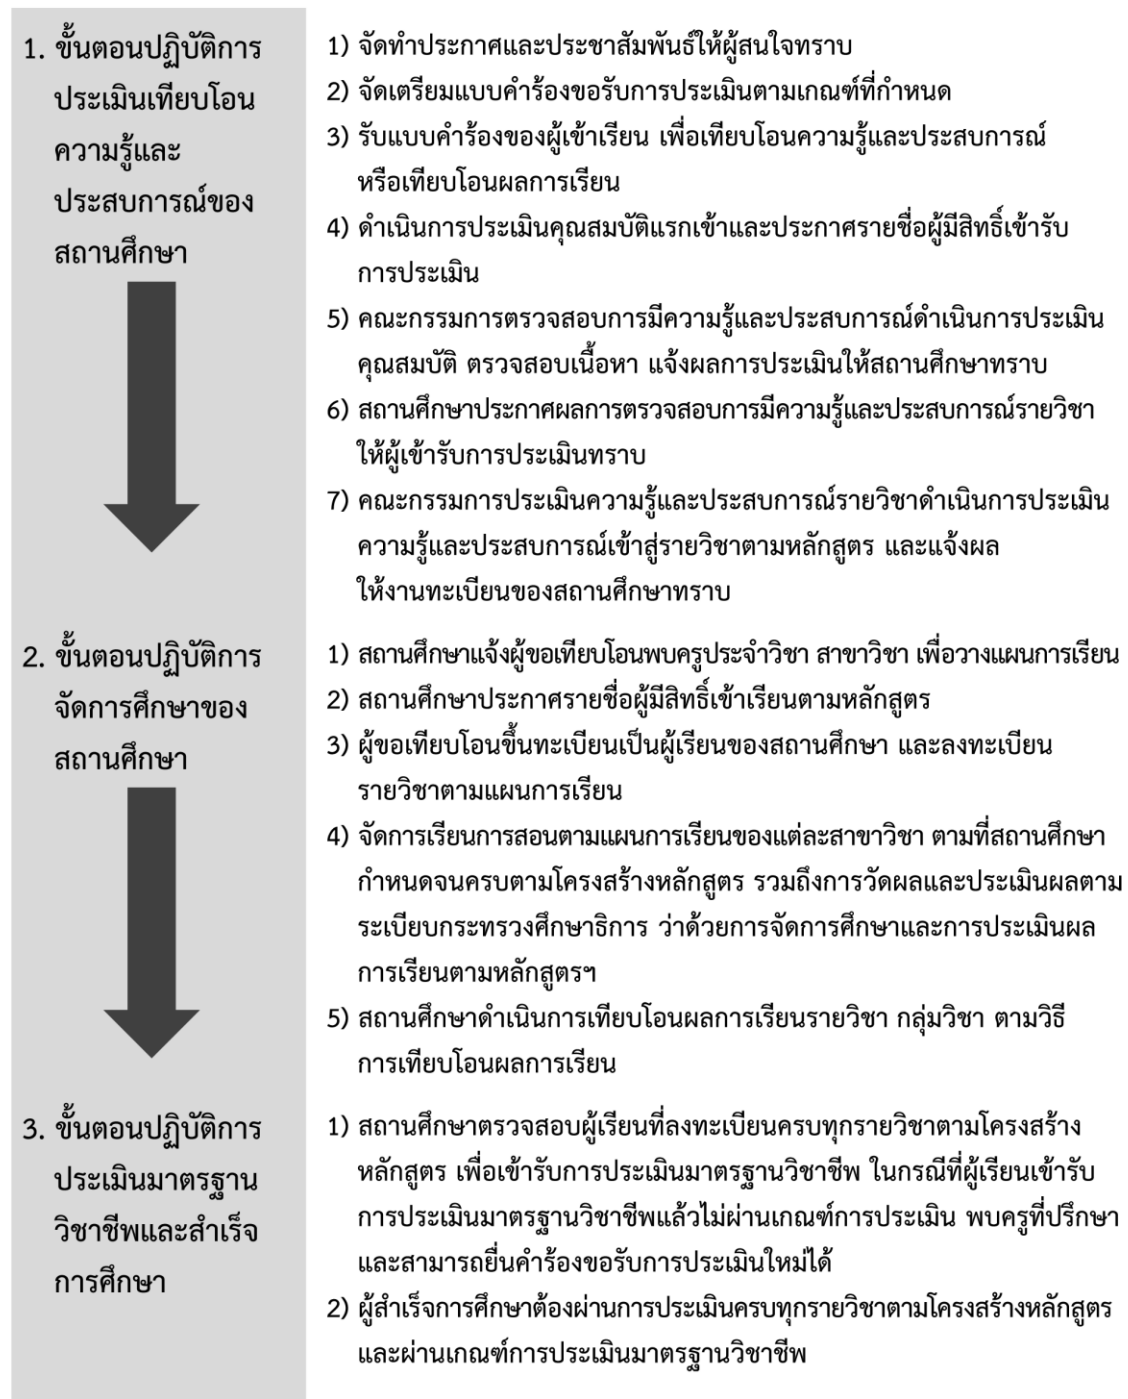 1. ขั้นตอนปฏิบัติการ
ประเมินเทียบโอน
ความรู้และ
ประสบการณ์ของ
สถานศึกษา
1) จัดทำประกาศและประชาสัมพันธ์ให้ผู้สนใจทราบ
2) จัดเตรียมแบบคำร้องขอรับการประเมินตามเกณฑ์ที่กำหนด
3) รับแบบคำร้องของผู้เข้าเรียน เพื่อเทียบโอนความรู้และประสบการณ์
หรือเทียบโอนผลการเรียน
4) ดำเนินการประเมินคุณสมบัติแรกเข้าและประกาศรายชื่อผู้มีสิทธิ์เข้ารับ
การประเมิน
5) คณะกรรมการตรวจสอบการมีความรู้และประสบการณ์ดำเนินการประเมิน
คุณสมบัติ ตรวจสอบเนื้อหา แจ้งผลการประเมินให้สถานศึกษาทราบ
6) สถานศึกษาประกาศผลการตรวจสอบการมีความรู้และประสบการณ์รายวิชา
ให้ผู้เข้ารับการประเมินทราบ
7) คณะกรรมการประเมินความรู้และประสบการณ์รายวิชาดำเนินการประเมิน
ความรู้และประสบการณ์เข้าสู่รายวิชาตามหลักสูตร และแจ้งผล
ให้งานทะเบียนของสถานศึกษาทราบ
2. ขั้นตอนปฏิบัติการ
จัดการศึกษาของ
สถานศึกษา
1) สถานศึกษาแจ้งผู้ขอเทียบโอนพบครูประจำวิชา สาขาวิชา เพื่อวางแผนการเรียน
2) สถานศึกษาประกาศรายชื่อผู้มีสิทธิ์เข้าเรียนตามหลักสูตร
3) ผู้ขอเทียบโอนขึ้นทะเบียนเป็นผู้เรียนของสถานศึกษา และลงทะเบียน
รายวิชาตามแผนการเรียน
4) จัดการเรียนการสอนตามแผนการเรียนของแต่ละสาขาวิชา ตามที่สถานศึกษา
กำหนดจนครบตามโครงสร้างหลักสูตร รวมถึงการวัดผลและประเมินผลตาม
ระเบียบกระทรวงศึกษาธิการ ว่าด้วยการจัดการศึกษาและการประเมินผล
การเรียนตามหลักสูตรฯ
5) สถานศึกษาดำเนินการเทียบโอนผลการเรียนรายวิชา กลุ่มวิชา ตามวิธี
การเทียบโอนผลการเรียน
3. ขั้นตอนปฏิบัติการ
ประเมินมาตรฐาน
วิชาชีพและสำเร็จ
การศึกษา
1) สถานศึกษาตรวจสอบผู้เรียนที่ลงทะเบียนครบทุกรายวิชาตามโครงสร้าง
หลักสูตร เพื่อเข้ารับการประเมินมาตรฐานวิชาชีพ ในกรณีที่ผู้เรียนเข้ารับ
การประเมินมาตรฐานวิชาชีพแล้วไม่ผ่านเกณฑ์การประเมิน พบครูที่ปรึกษา
และสามารถยื่นคำร้องขอรับการประเมินใหม่ได้
2) ผู้สำเร็จการศึกษาต้องผ่านการประเมินครบทุกรายวิชาตามโครงสร้างหลักสูตร
และผ่านเกณฑ์การประเมินมาตรฐานวิชาชีพ